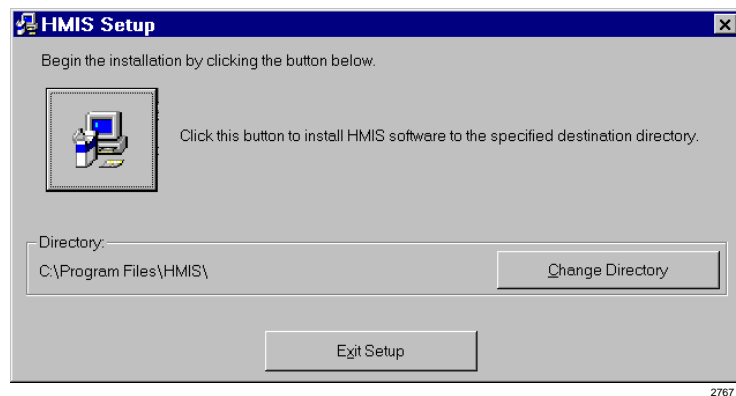 HMIS Setup
Begin the installation by clicking the button below.
Click this button to install HMIS software to the specified destination directory.
Directory:
C:\Program Files\HMIS\
Change Directory
Exit Setup
2767